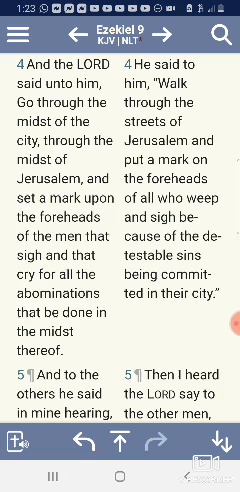 1:23
Ezekiel 9
KJV | NLT
4 And the LORD
said unto him,
Go through the
midst of the
city, through the
midst of
Jerusalem, and
set a mark upon
the foreheads
of the men that
sigh and that
cry for all the
abominations
that be done in
the midst
thereof.
5 ¶ And to the
others he said
in mine hearing,
4 He said to
him, “Walk
through the
streets of
Jerusalem and
put a mark on
the foreheads
of all who weep
and sigh be-
cause of the de-
testable sins
being commit-
ted in their city.”
5 ¶ Then I heard
the LORD say to
the other men,